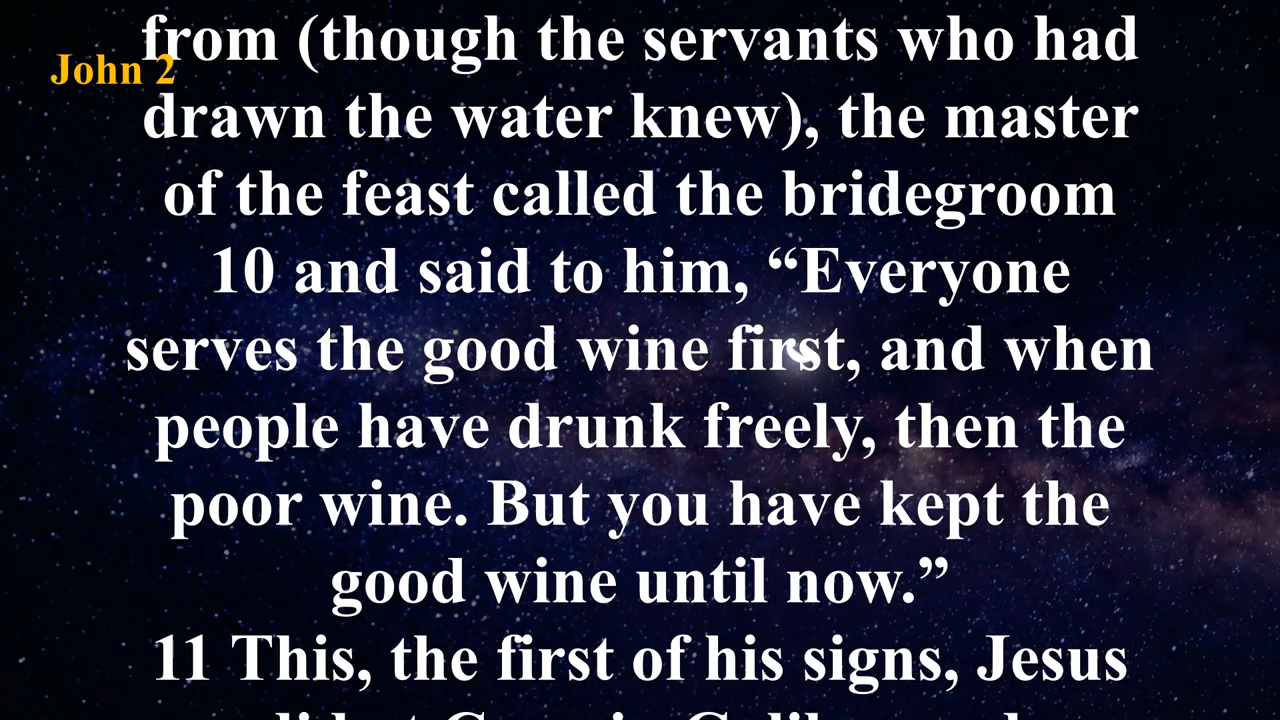 from (though the servants who had
John 2
drawn the water knew), the master
of the feast called the bridegroom
10 and said to him, “Everyone
serves the good wine first, and when
people have drunk freely, then the
poor wine. But you have kept the
good wine until now.”
11 This, the first of his signs, Jesus